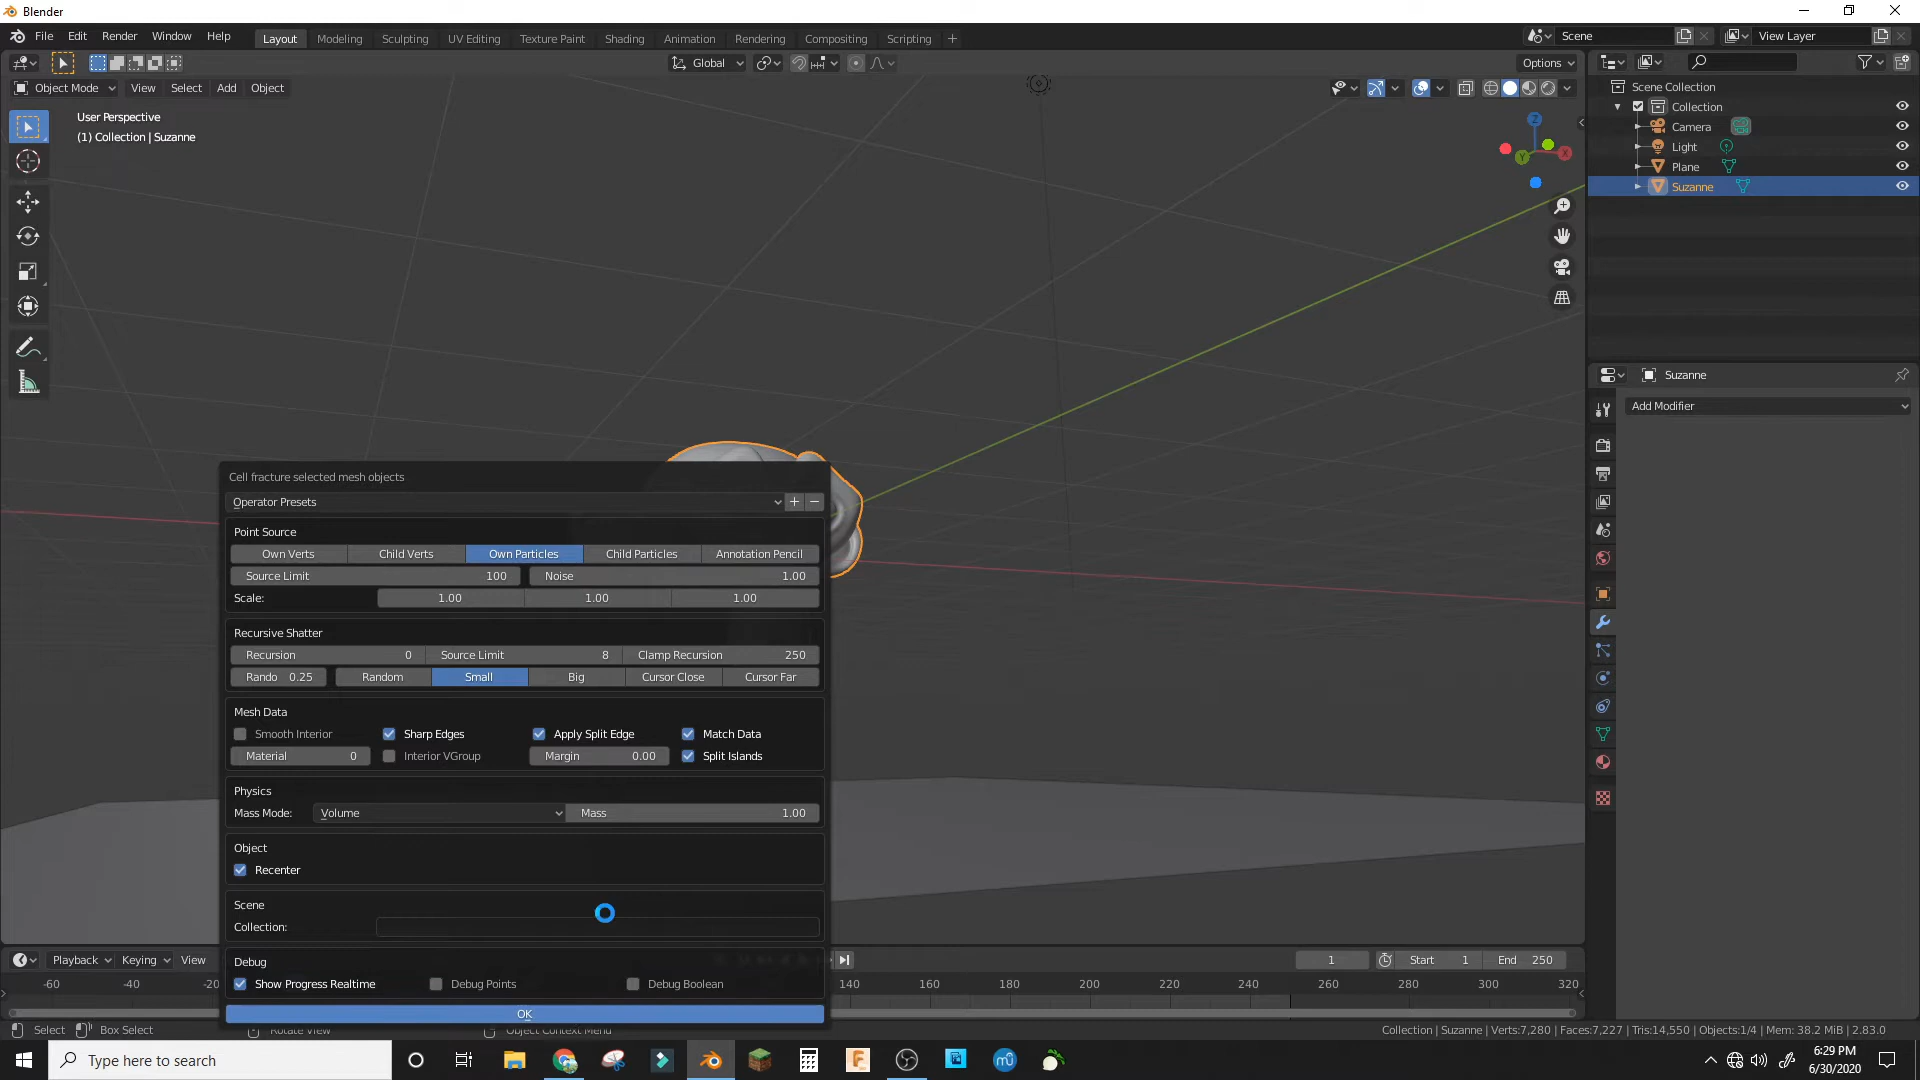 Blender
File Edit Render Window Help
Layout Modeling Sculpting UV Editing Texture Paint Shading Animation Rendering Compositing Scripting +
Scene
View Layer
Global
Options
Object Mode View Select Add Object
User Perspective
(1) Collection | Suzanne
Z
X
Y
Scene Collection
Collection
Camera
Light
Plane
Suzanne
Suzanne
Add Modifier
Cell fracture selected mesh objects
Operator Presets
Point Source
Own Verts Child Verts Own Particles Child Particles Annotation Pencil
Source Limit 100 Noise 1.00
Scale: 1.00 1.00 1.00
Recursive Shatter
Recursion 0 Source Limit 8 Clamp Recursion 250
Rando 0.25 Random Small Big Cursor Close Cursor Far
Mesh Data
Smooth Interior Sharp Edges Apply Split Edge Match Data
Material 0 Interior VGroup Margin 0.00 Split Islands
Physics
Mass Mode: Volume Mass 1.00
Object
Recenter
Scene
Collection:
Debug
Show Progress Realtime Debug Points Debug Boolean
OK
Playback Keying View
1 Start 1 End 250
-60 -40 -20 140 160 180 200 220 240 260 280 300 320
Select Box Select Rotate View Object Context Menu
Collection | Suzanne | Verts:7,280 | Faces:7,227 | Tris:14,550 | Objects:1/4 | Mem: 38.2 MiB | 2.83.0
Type here to search
6:29 PM
6/30/2020